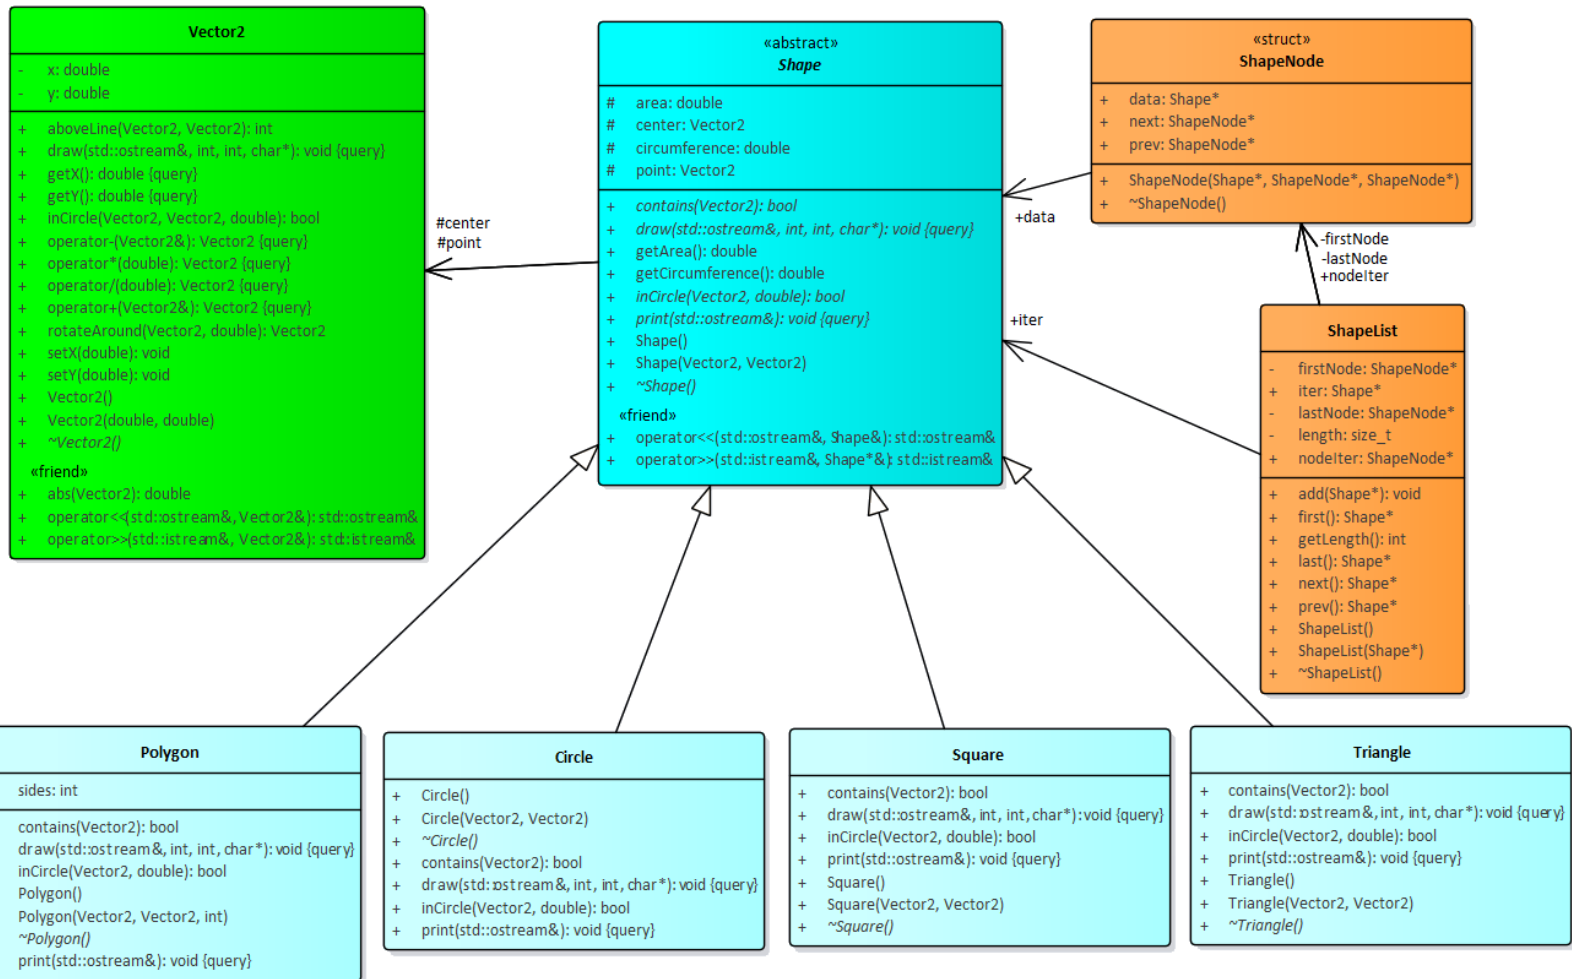 Vector2
- x: double
- y: double
+ aboveLine(Vector2, Vector2): int
+ draw(std::ostream&, int, int, char*): void {query}
+ getX(): double {query}
+ getY(): double {query}
+ inCircle(Vector2, Vector2, double): bool
+ operator-(Vector2&): Vector2 {query}
+ operator*(double): Vector2 {query}
+ operator/(double): Vector2 {query}
+ operator+(Vector2&): Vector2 {query}
+ rotateAround(Vector2, double): Vector2
+ setX(double): void
+ setY(double): void
+ Vector2()
+ Vector2(double, double)
+ ~Vector2()
«friend»
+ abs(Vector2): double
+ operator<<(std::ostream&, Vector2&): std::ostream&
+ operator>>(std::istream&, Vector2&): std::istream&
#center
#point
«abstract»
Shape
# area: double
# center: Vector2
# circumference: double
# point: Vector2
+ contains(Vector2): bool
+ draw(std::ostream&, int, int, char*): void {query}
+ getArea(): double
+ getCircumference(): double
+ inCircle(Vector2, double): bool
+ print(std::ostream&): void {query}
+ Shape()
+ Shape(Vector2, Vector2)
+ ~Shape()
«friend»
+ operator<<(std::ostream&, Shape&): std::ostream&
+ operator>>(std::istream&, Shape*&): std::istream&
+data
+iter
«struct»
ShapeNode
+ data: Shape*
+ next: ShapeNode*
+ prev: ShapeNode*
+ ShapeNode(Shape*, ShapeNode*, ShapeNode*)
+ ~ShapeNode()
-firstNode
-lastNode
+nodeIter
ShapeList
- firstNode: ShapeNode*
+ iter: Shape*
- lastNode: ShapeNode*
- length: size_t
+ nodeIter: ShapeNode*
+ add(Shape*): void
+ first(): Shape*
+ getLength(): int
+ last(): Shape*
+ next(): Shape*
+ prev(): Shape*
+ ShapeList()
+ ShapeList(Shape*)
+ ~ShapeList()
Polygon
sides: int
contains(Vector2): bool
draw(std::ostream&, int, int, char*): void {query}
inCircle(Vector2, double): bool
Polygon()
Polygon(Vector2, Vector2, int)
~Polygon()
print(std::ostream&): void {query}
Circle
+ Circle()
+ Circle(Vector2, Vector2)
+ ~Circle()
+ contains(Vector2): bool
+ draw(std::ostream&, int, int, char*): void {query}
+ inCircle(Vector2, double): bool
+ print(std::ostream&): void {query}
Square
+ contains(Vector2): bool
+ draw(std::ostream&, int, int, char*): void {query}
+ inCircle(Vector2, double): bool
+ print(std::ostream&): void {query}
+ Square()
+ Square(Vector2, Vector2)
+ ~Square()
Triangle
+ contains(Vector2): bool
+ draw(std::ostream&, int, int, char*): void {query}
+ inCircle(Vector2, double): bool
+ print(std::ostream&): void {query}
+ Triangle()
+ Triangle(Vector2, Vector2)
+ ~Triangle()